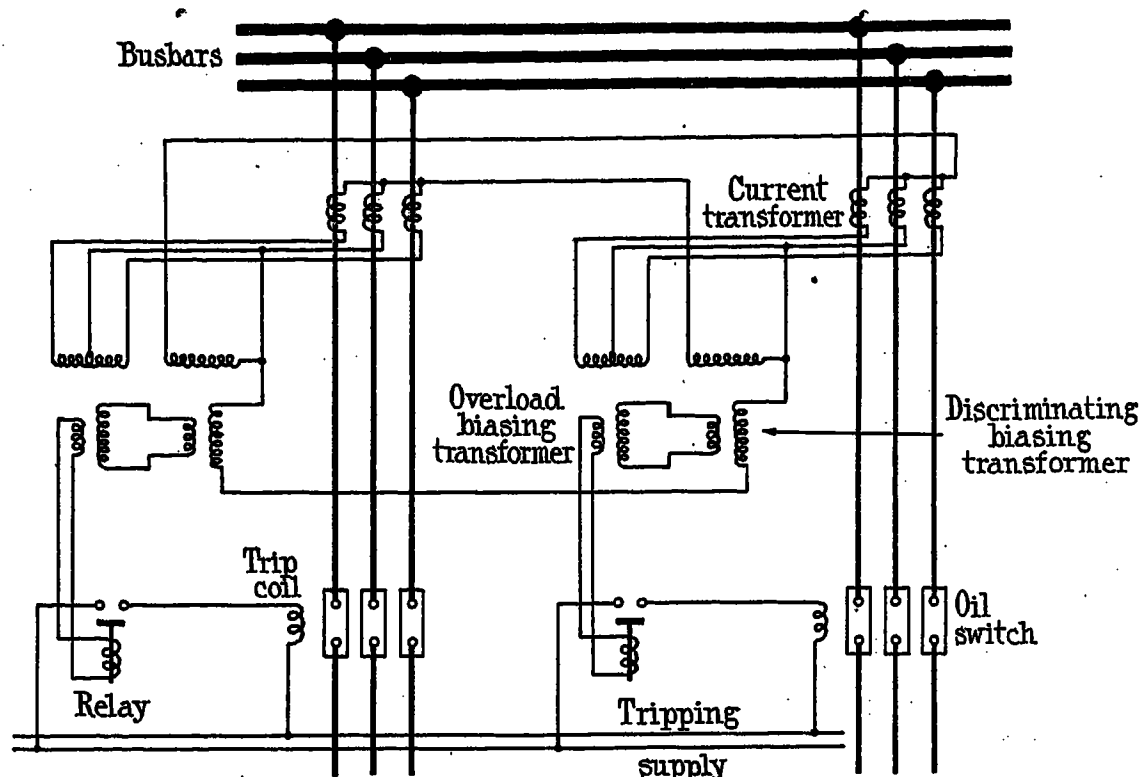 Busbars
Current
transformer
Overload
biasing
transformer
Discriminating
biasing
transformer
Trip
coil
Oil
switch
Relay
Tripping
supply